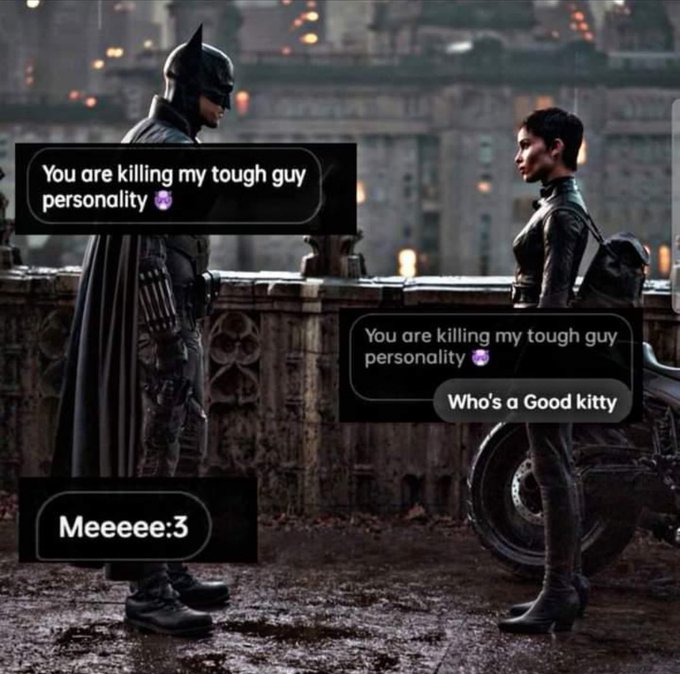 You are killing my tough guy
personality 😈
You are killing my tough guy
personality 😈
Who's a Good kitty
Meeeee:3